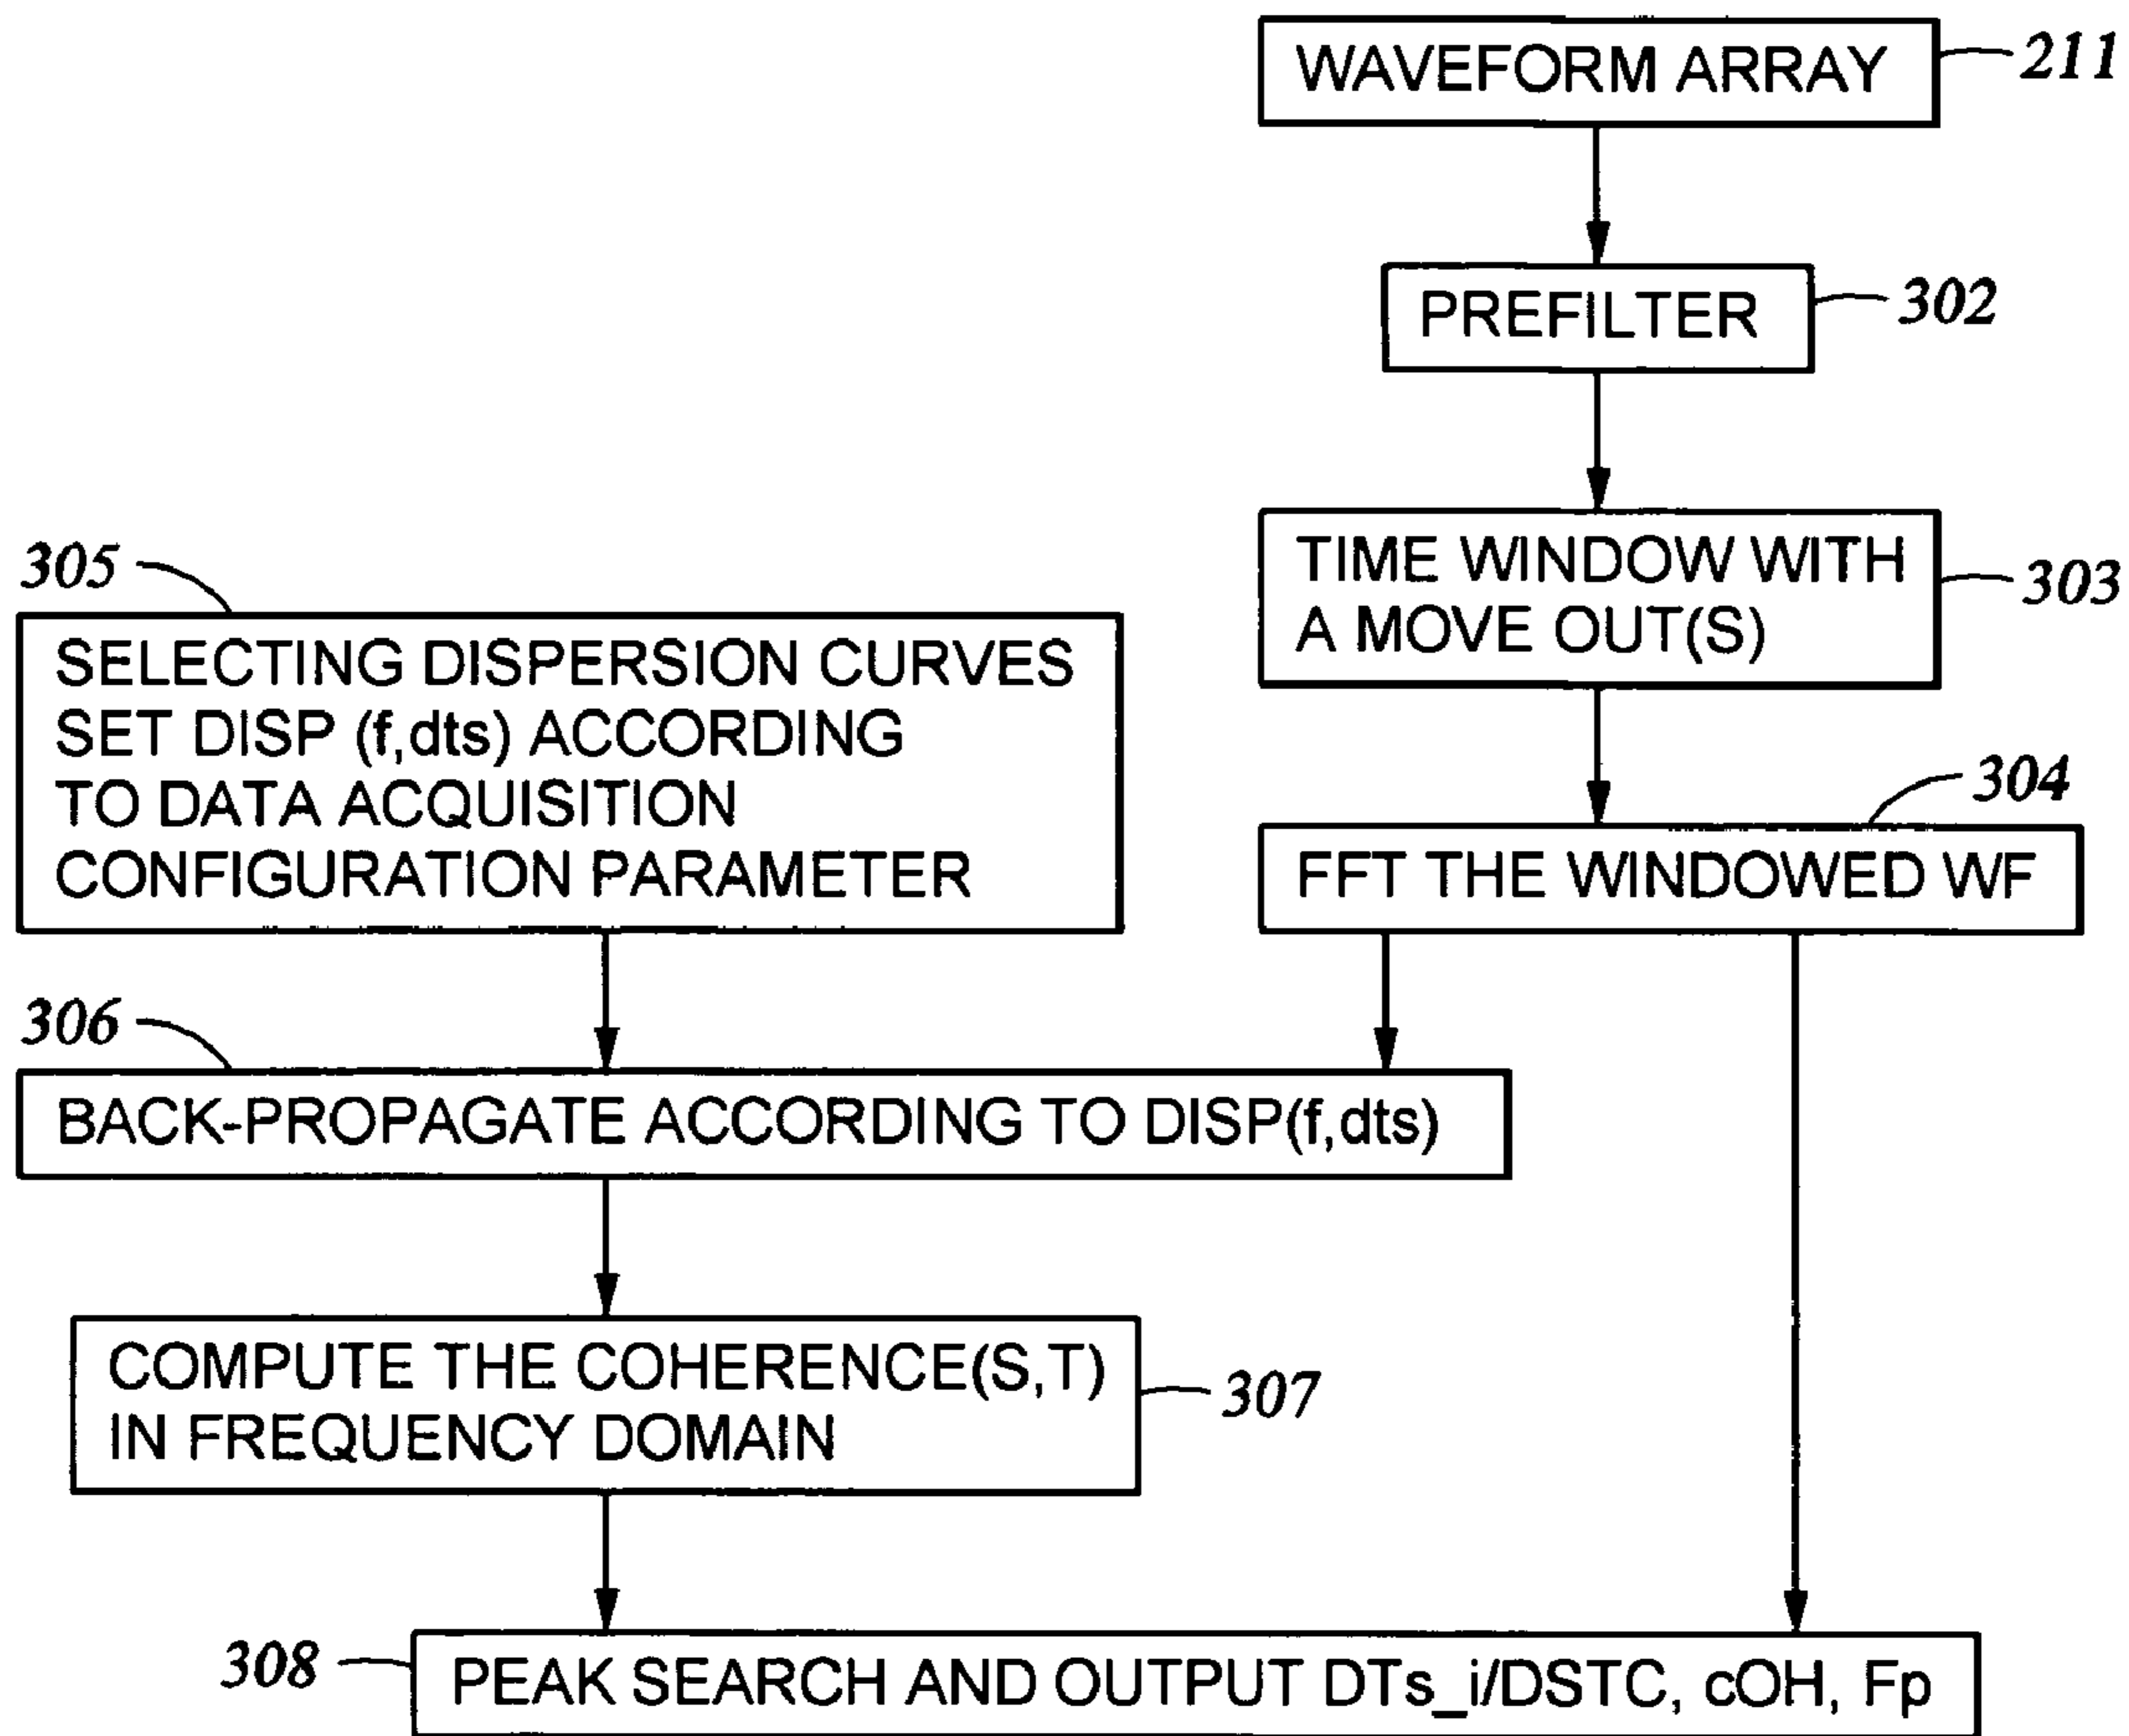 WAVEFORM ARRAY
211
PREFILTER
302
TIME WINDOW WITH
A MOVE OUT(S)
303
305
SELECTING DISPERSION CURVES
SET DISP (f,dts) ACCORDING
TO DATA ACQUISITION
CONFIGURATION PARAMETER
304
FFT THE WINDOWED WF
306
BACK-PROPAGATE ACCORDING TO DISP(f,dts)
COMPUTE THE COHERENCE(S,T)
IN FREQUENCY DOMAIN
307
308
PEAK SEARCH AND OUTPUT DTs_i/DSTC, cOH, Fp